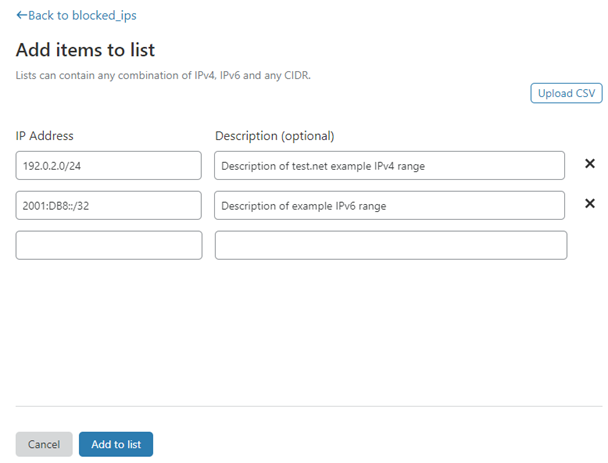 ←Back to blocked_ips
Add items to list
Lists can contain any combination of IPv4, IPv6 and any CIDR.
Upload CSV
IP Address Description (optional)
192.0.2.0/24 Description of test.net example IPv4 range ×
2001:DB8::/32 Description of example IPv6 range ×
Cancel Add to list